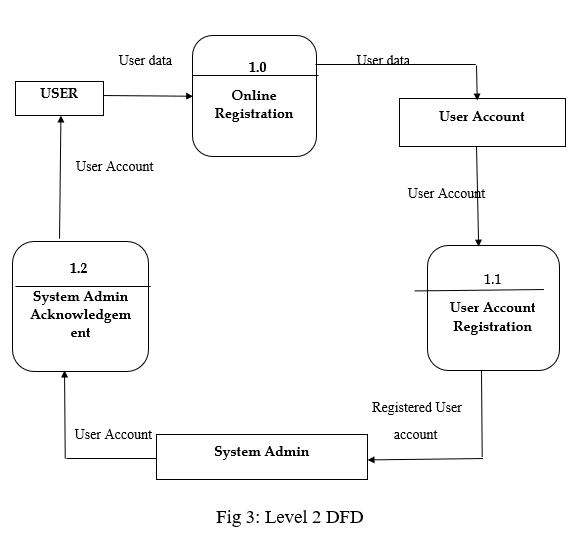 User data
1.0
User data
USER
Online
Registration
User Account
User Account
User Account
1.2
System Admin
Acknowledgem
ent
1.1
User Account
Registration
Registered User
account
User Account
System Admin
Fig 3: Level 2 DFD